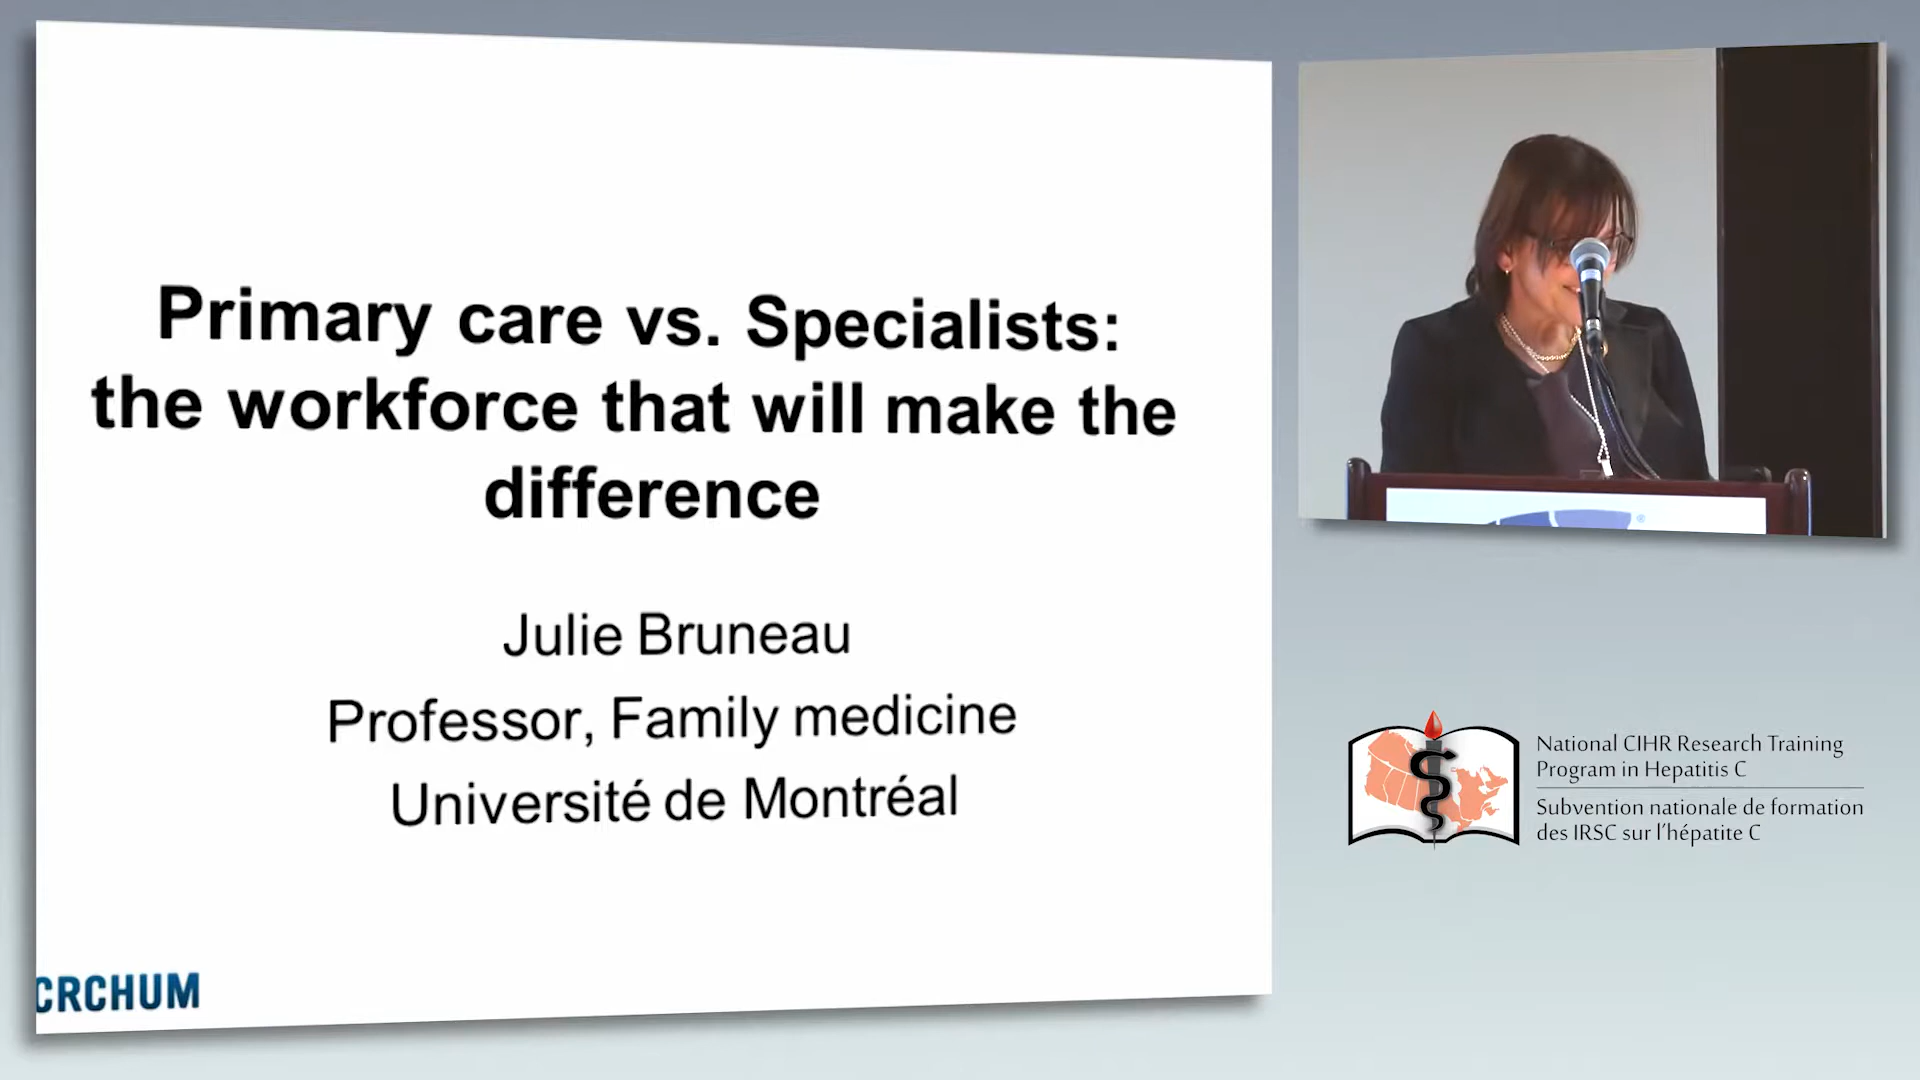 Primary care vs. Specialists:
the workforce that will make the
difference
Julie Bruneau
Professor, Family medicine
Université de Montréal
CRCHUM
National CIHR Research Training
Program in Hepatitis C
Subvention nationale de formation
des IRSC sur l'hépatite C